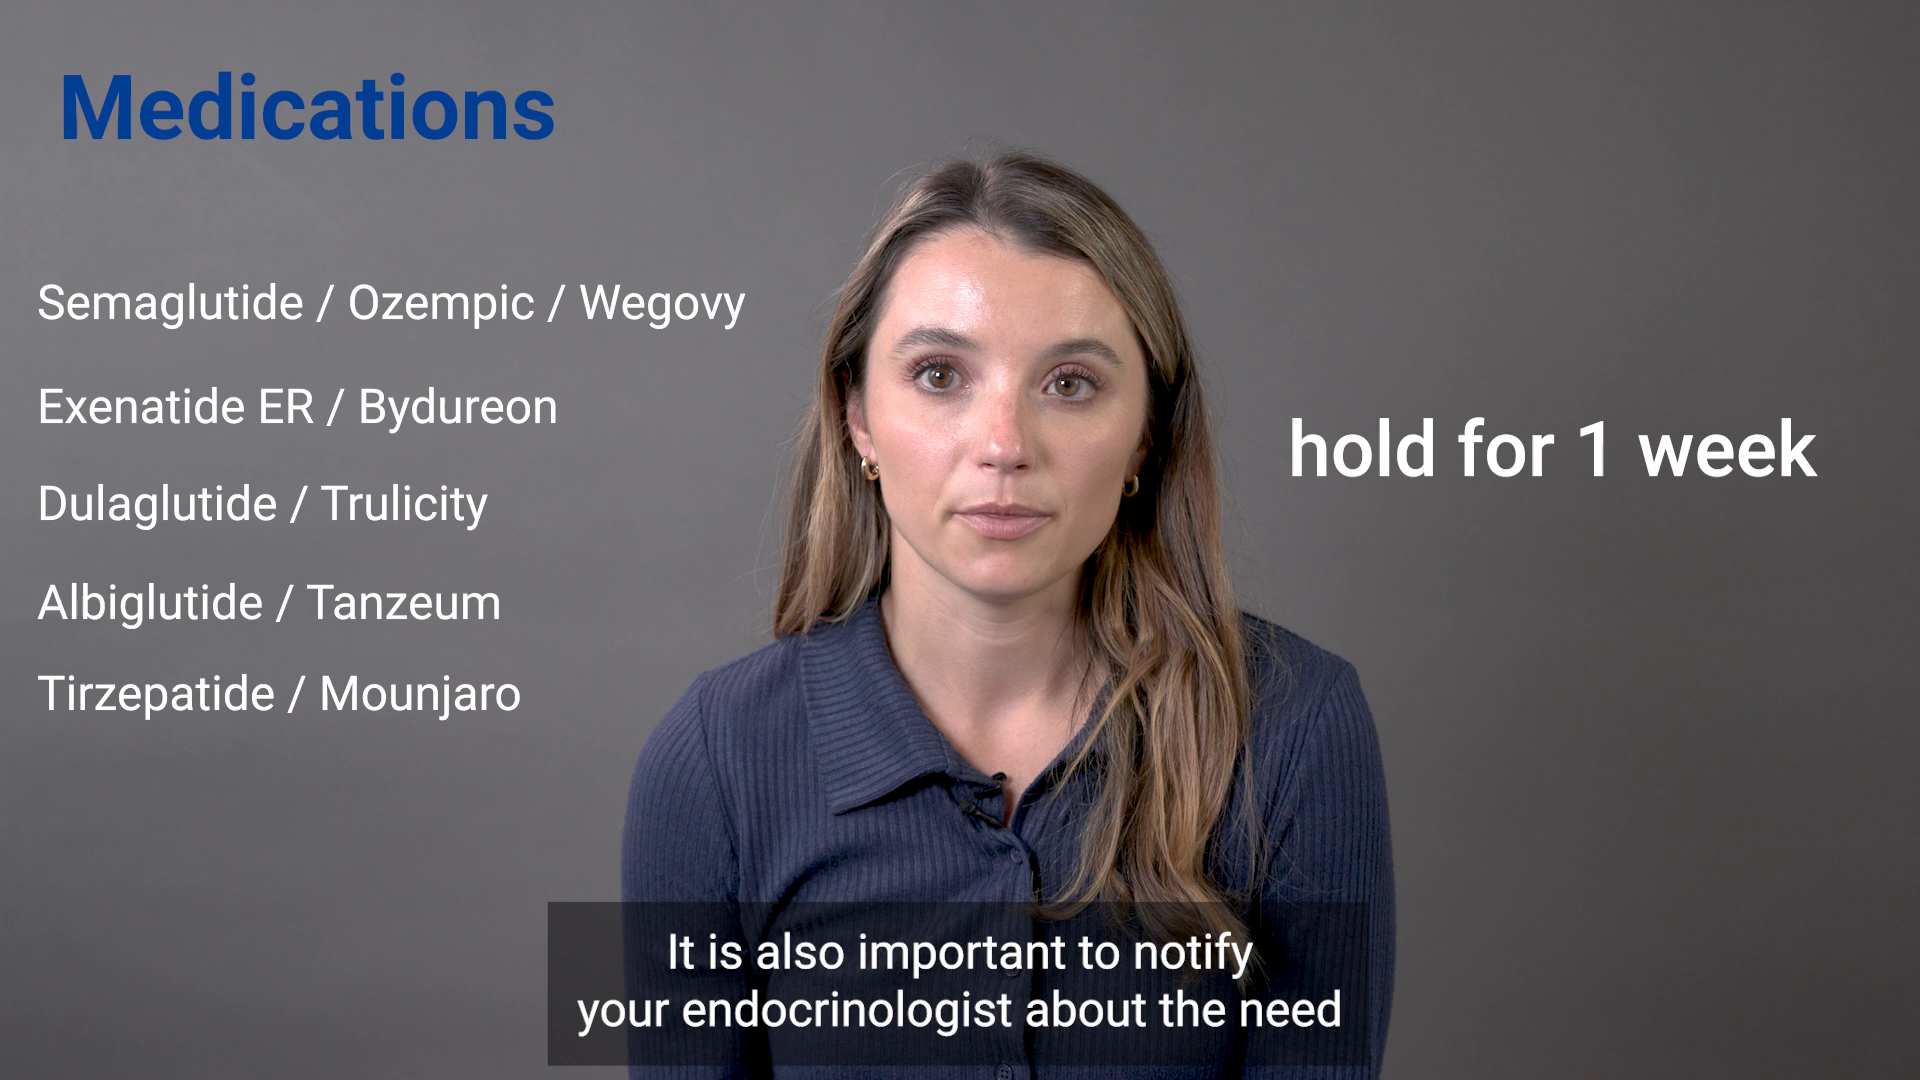 Medications
Semaglutide / Ozempic / Wegovy
Exenatide ER / Bydureon
Dulaglutide / Trulicity
Albiglutide / Tanzeum
Tirzepatide / Mounjaro
hold for 1 week
It is also important to notify
your endocrinologist about the need